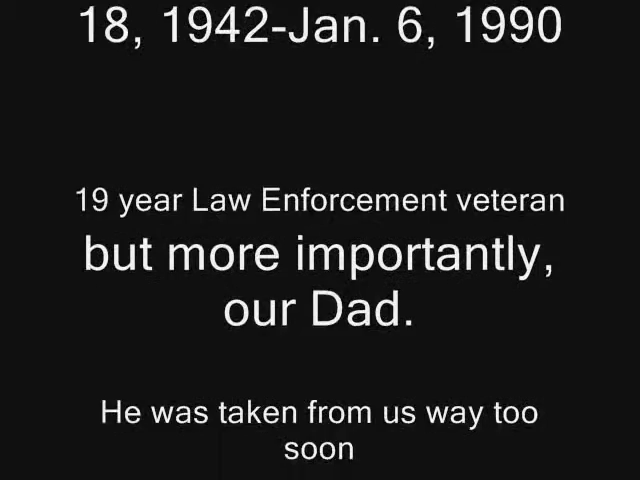 18, 1942-Jan. 6, 1990
19 year Law Enforcement veteran
but more importantly,
our Dad.
He was taken from us way too
soon